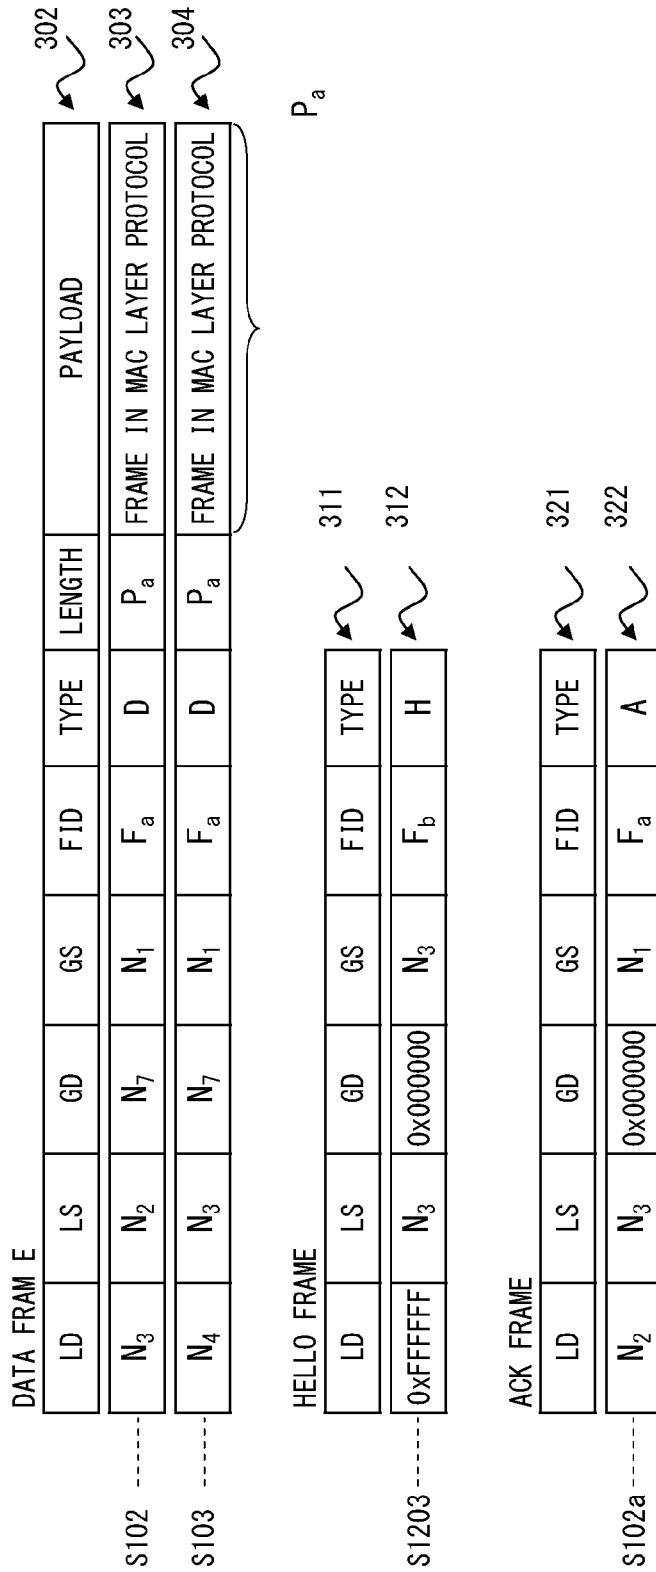 DATA FRAM E
LD LS GD GS FID TYPE LENGTH PAYLOAD 302
S102 N3 N2 N7 N1 Fa D Pa FRAME IN MAC LAYER PROTOCOL 303
S103 N4 N3 N7 N1 Fa D Pa FRAME IN MAC LAYER PROTOCOL 304
Pa
HELLO FRAME
LD LS GD GS FID TYPE 311
S1203 0xFFFFFF N3 0x000000 N3 Fb H 312
ACK FRAME
LD LS GD GS FID TYPE 321
S102a N2 N3 0x000000 N1 Fa A 322